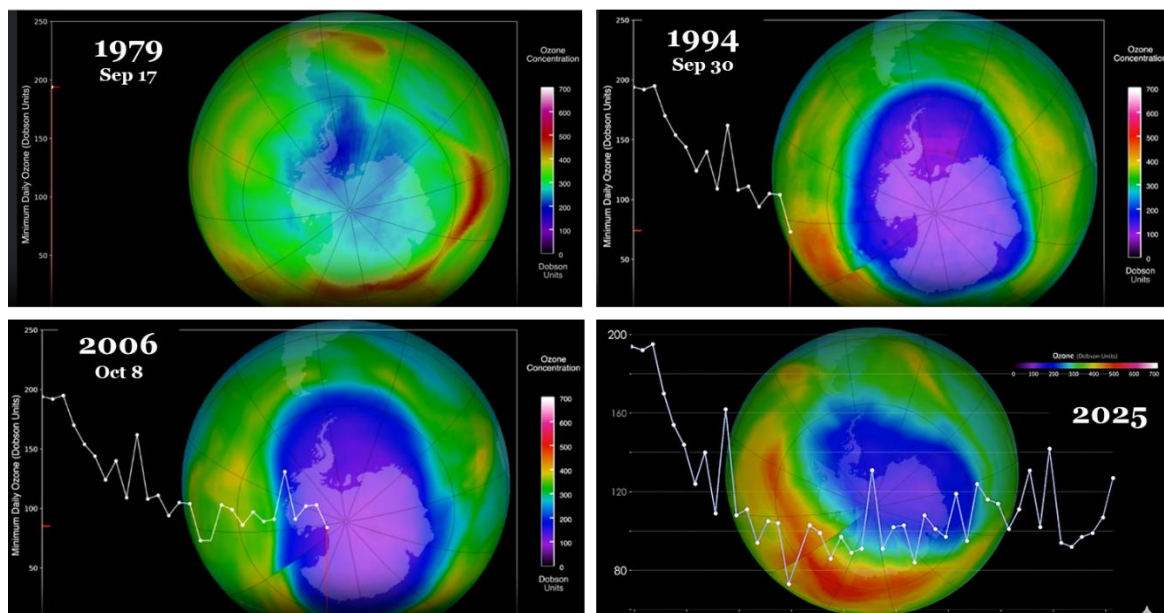 250
200
150
100
50
Minimum Daily Ozone (Dobson Units)
1979
Sep 17
Ozone
Concentration
700
600
500
400
300
200
100
0
Dobson
Units
250
200
150
100
50
Minimum Daily Ozone (Dobson Units)
1994
Sep 30
Ozone
Concentration
700
600
500
400
300
200
100
0
Dobson
Units
250
200
150
100
50
Minimum Daily Ozone (Dobson Units)
2006
Oct 8
Ozone
Concentration
700
600
500
400
300
200
100
0
Dobson
Units
200
160
120
80
Ozone (Dobson Units)
0 100 200 300 400 500 600 700
2025